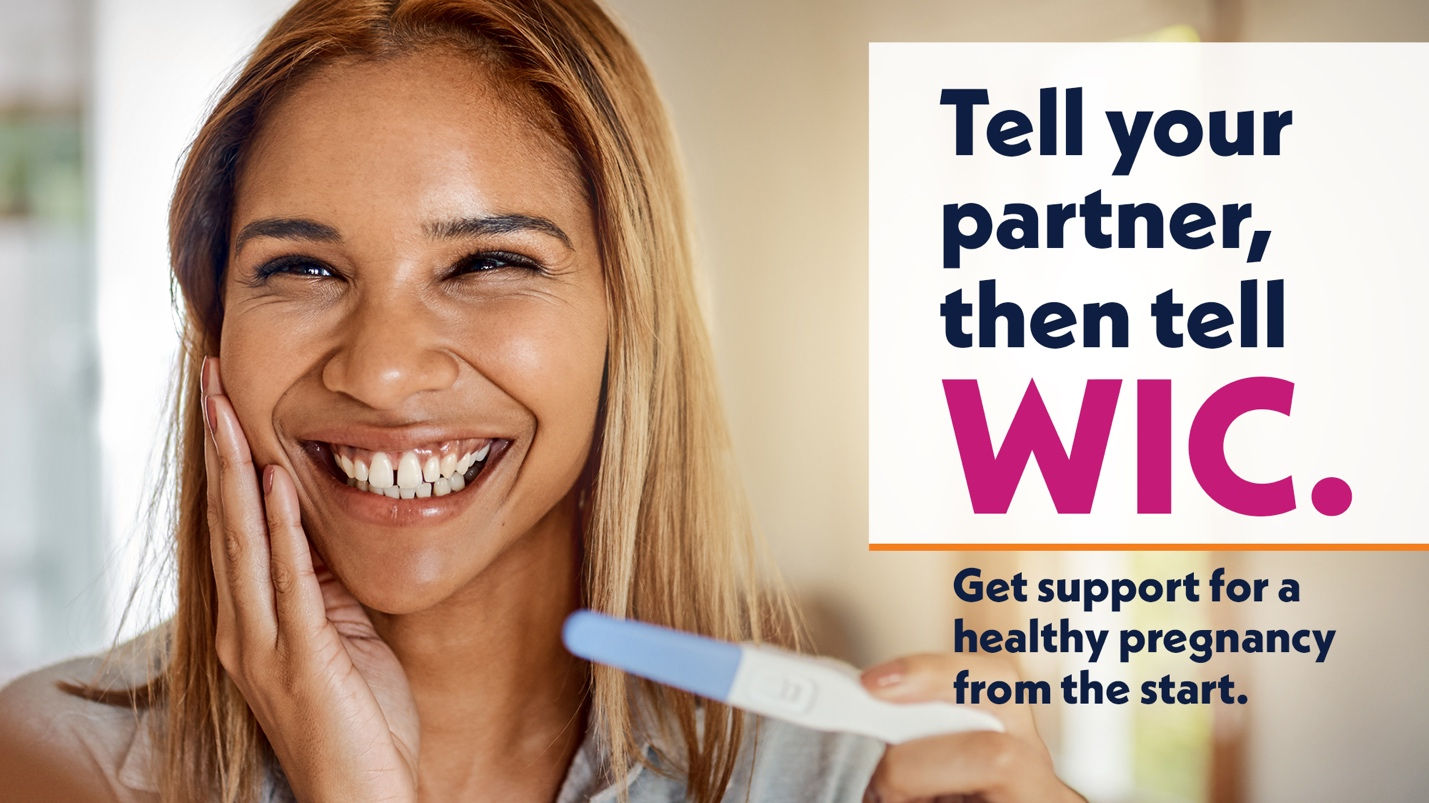 Tell your
partner,
then tell
WIC.
Get support for a
healthy pregnancy
from the start.